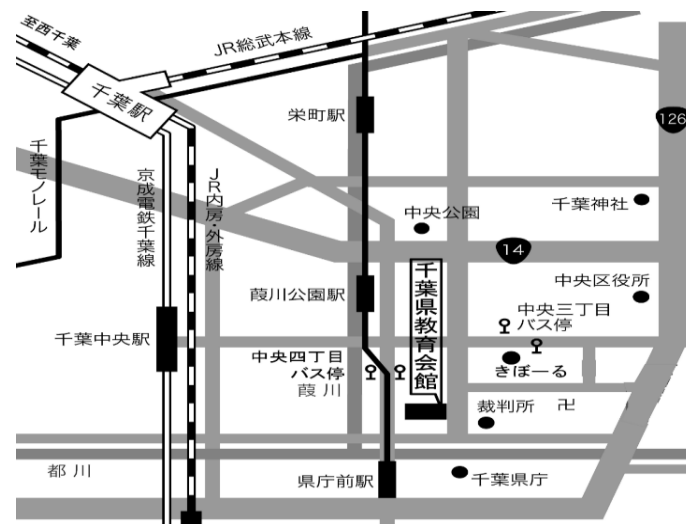 至西千葉
JR総武本線
千葉駅
栄町駅
126
千葉モノレール
京成電鉄千葉線
JR内房・外房線
中央公園
千葉神社
14
葭川公園駅
千葉県教育会館
中央区役所
中央三丁目
バス停
千葉中央駅
中央四丁目
バス停
きぼーる
葭川
裁判所
卍
都川
県庁前駅
千葉県庁